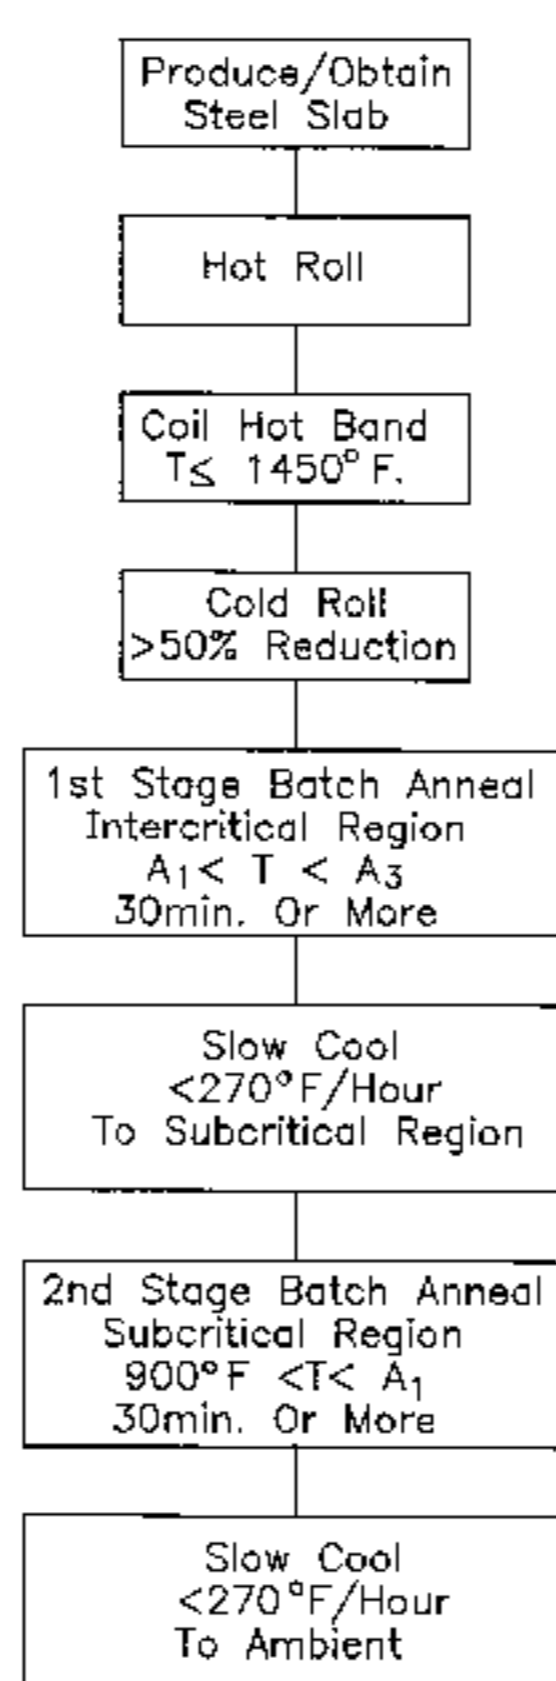 Produce/Obtain
Steel Slab
Hot Roll
Coil Hot Band
T≤ 1450°F.
Cold Roll
>50% Reduction
1st Stage Batch Anneal
Intercritical Region
A₁< T < A₃
30min. Or More
Slow Cool
<270°F/Hour
To Subcritical Region
2nd Stage Batch Anneal
Subcritical Region
900°F <T< A₁
30min. Or More
Slow Cool
<270°F/Hour
To Ambient